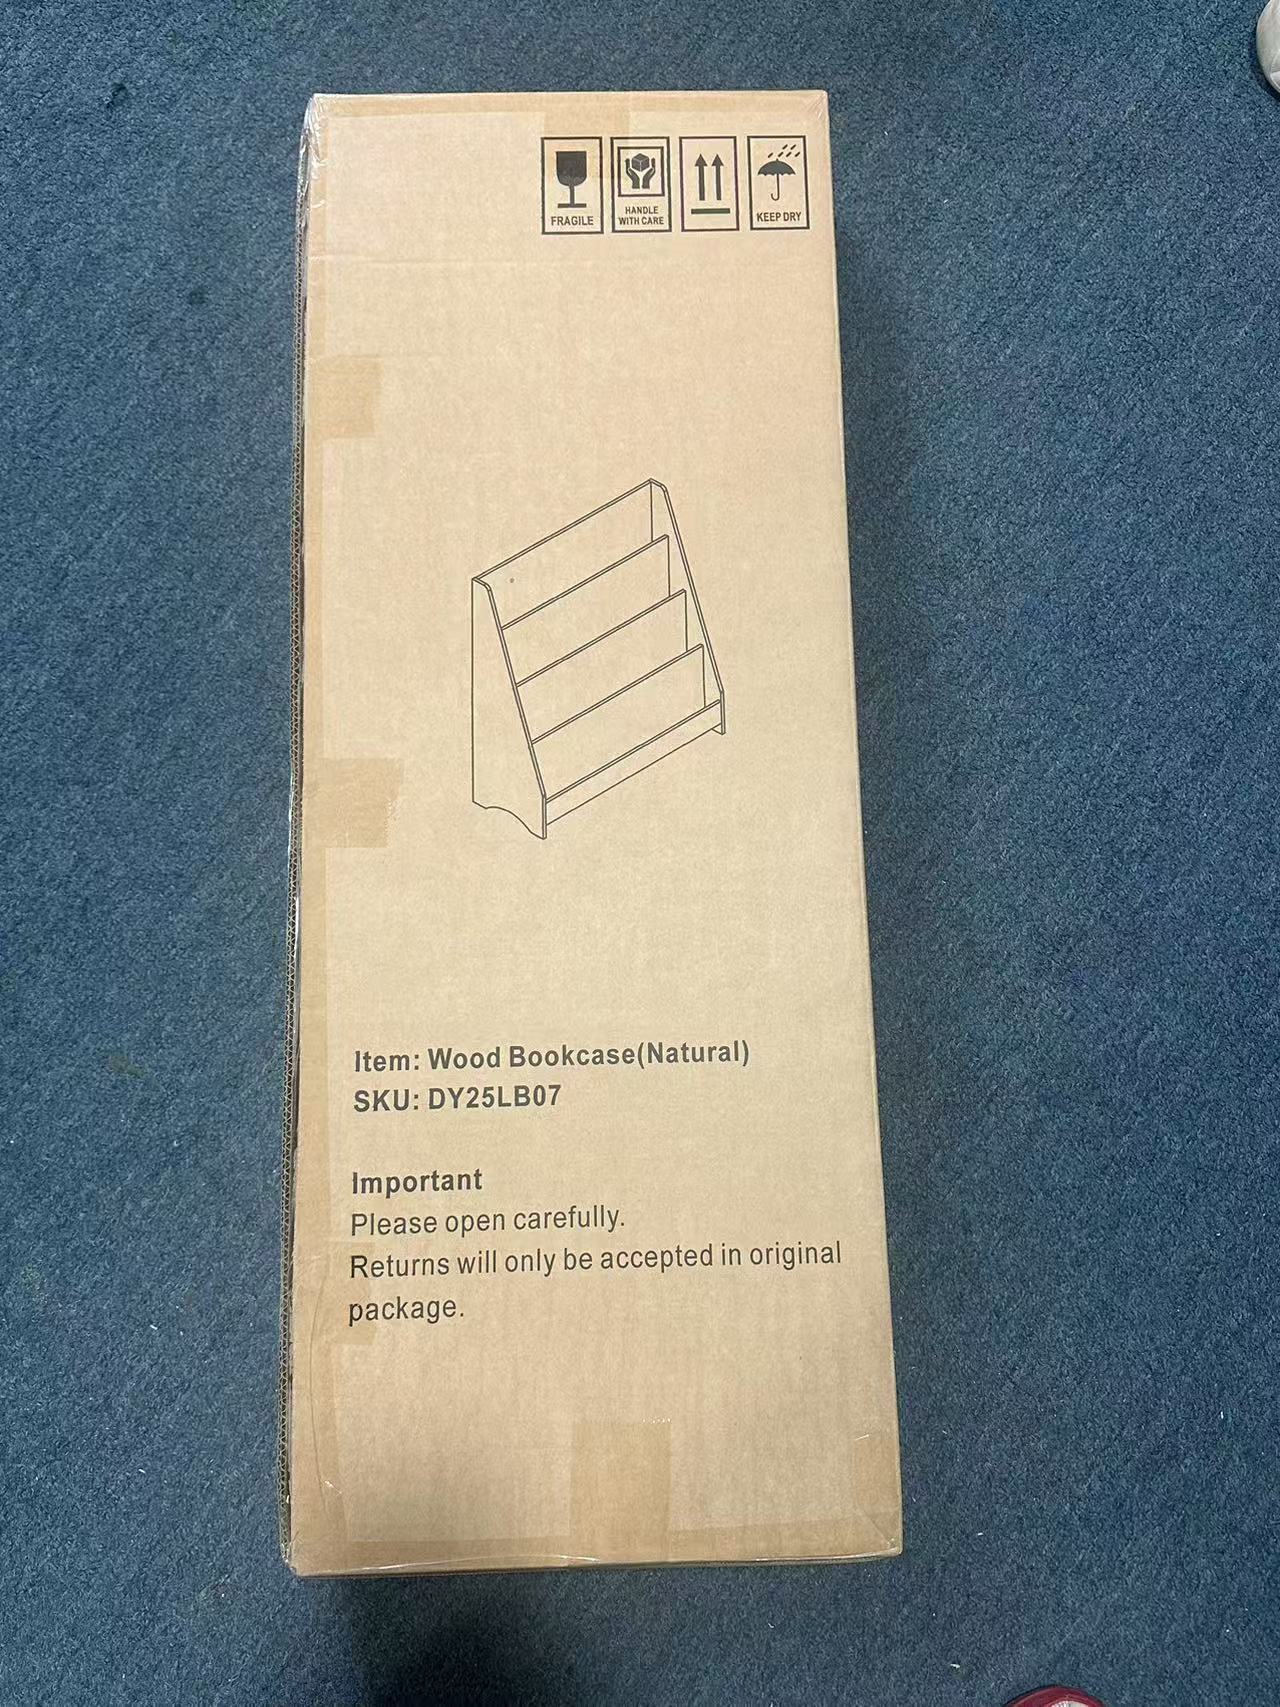 FRAGILE
HANDLE
WITH CARE
KEEP DRY
Item: Wood Bookcase(Natural)
SKU: DY25LB07
Important
Please open carefully.
Returns will only be accepted in original
package.